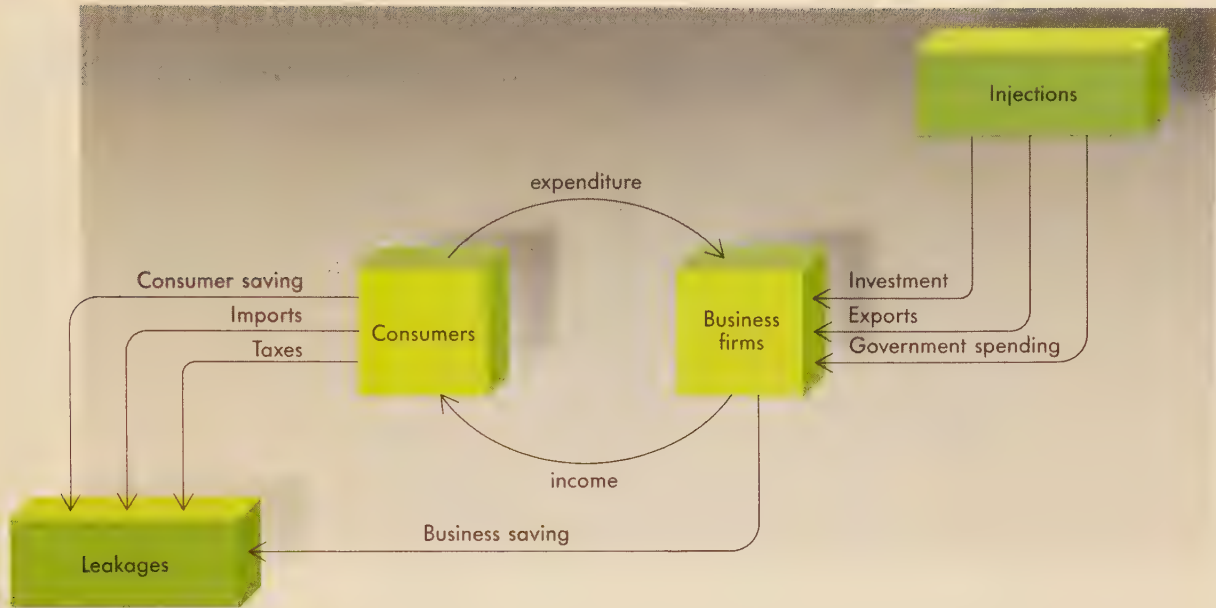 Injections
expenditure
Consumer saving
Imports
Taxes
Consumers
Business
firms
Investment
Exports
Government spending
income
Business saving
Leakages